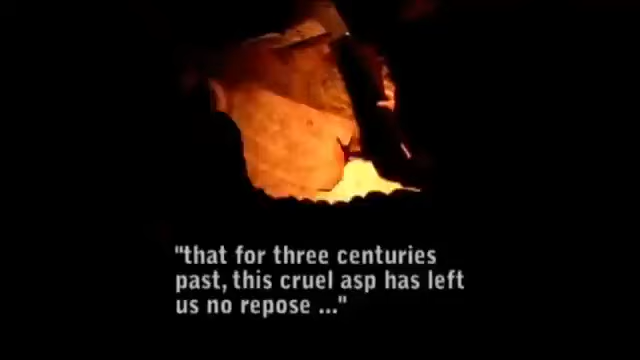 "that for three centuries
past, this cruel asp has left
us no repose ..."